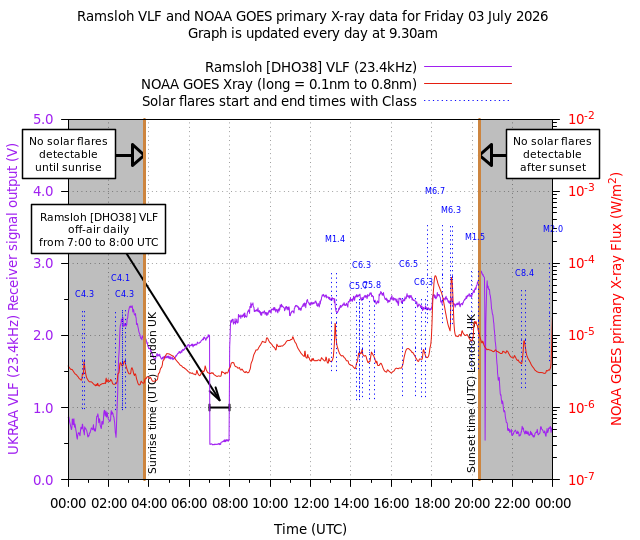 Ramsloh VLF and NOAA GOES primary X-ray data for Friday 03 July 2026
Graph is updated every day at 9.30am
Ramsloh [DHO38] VLF (23.4kHz)
NOAA GOES Xray (long = 0.1nm to 0.8nm)
Solar flares start and end times with Class
5.0
4.0
3.0
2.0
1.0
0.0
UKRAA VLF (23.4kHz) Receiver signal output (V)
10-2
10-3
10-4
10-5
10-6
10-7
NOAA GOES primary X-ray Flux (W/m2)
No solar flares
detectable
until sunrise
No solar flares
detectable
after sunset
Ramsloh [DHO38] VLF
off-air daily
from 7:00 to 8:00 UTC
C4.3
C4.1
C4.3
M1.4
C6.3
C5.0
C6.5
C6.3
M6.7
M6.3
M1.5
C8.4
Sunrise time (UTC) London UK
Sunset time (UTC) London UK
00:00 02:00 04:00 06:00 08:00 10:00 12:00 14:00 16:00 18:00 20:00 22:00 00:00
Time (UTC)